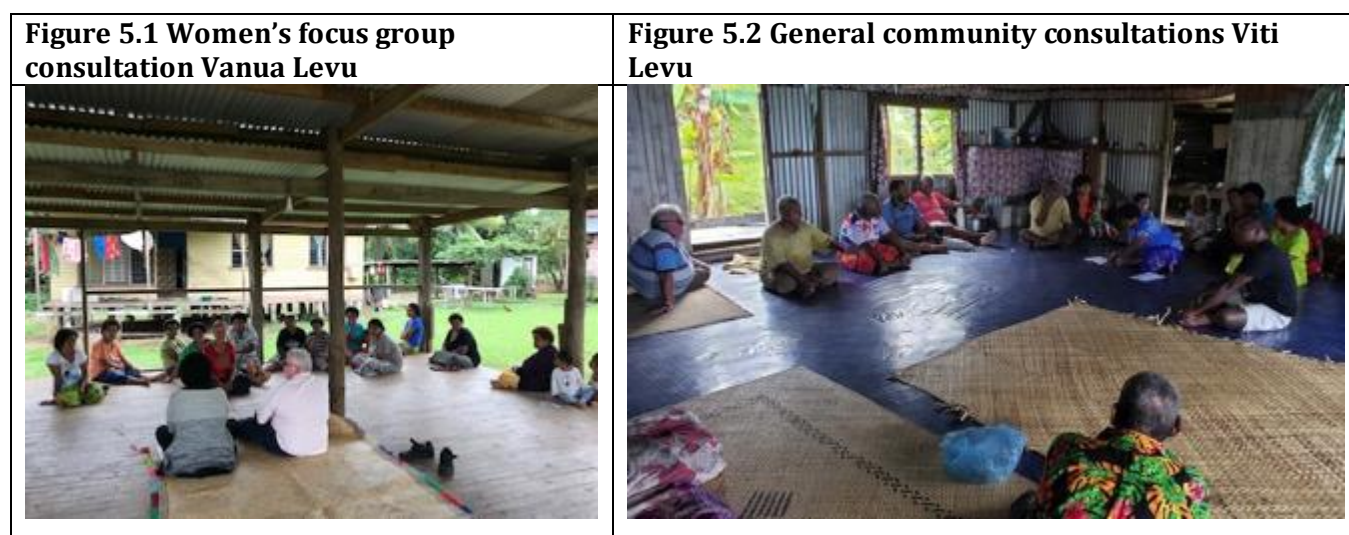 Figure 5.1 Women’s focus group
consultation Vanua Levu
Figure 5.2 General community consultations Viti
Levu